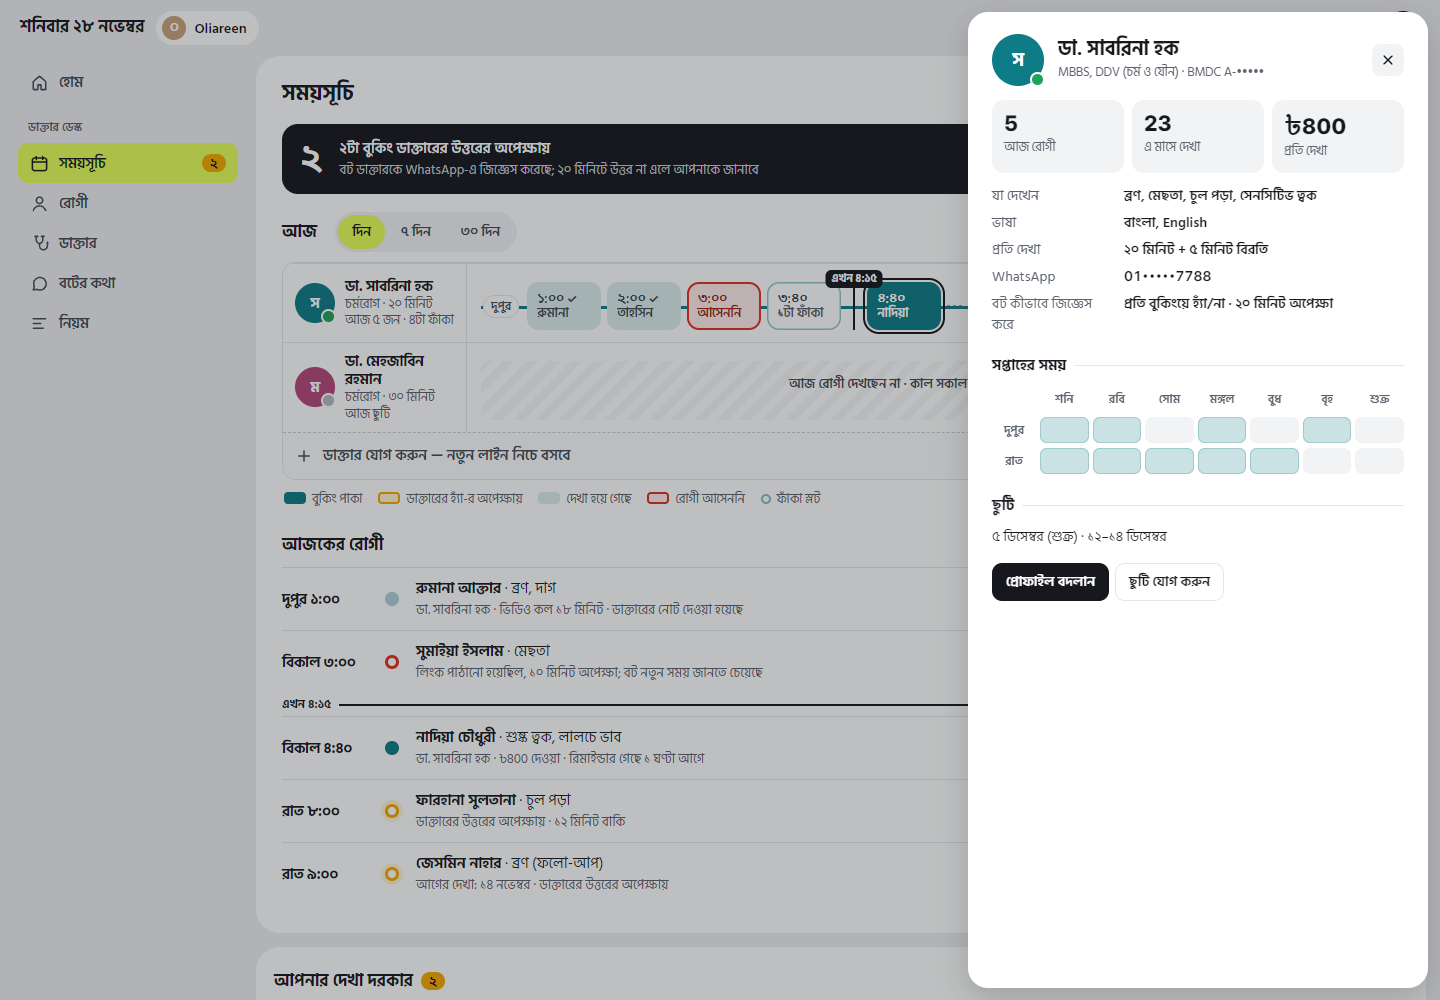 শনিবার ২৮ নভেম্বর
O Oliareen
হোম
ডাক্তার ডেস্ক
সময়সূচি ২
রোগী
ডাক্তার
বটের কথা
নিয়ম
সময়সূচি
২
২টা বুকিং ডাক্তারের উত্তরের অপেক্ষায়
বট ডাক্তারকে WhatsApp-এ জিজ্ঞেস করেছে; ২০ মিনিটে উত্তর না এলে আপনাকে জানাবে
আজ
দিন ৭ দিন ৩০ দিন
স
ডা. সাবরিনা হক
চর্মরোগ · ২০ মিনিট
আজ ৫ জন · ৪টা ফাঁকা
দুপুর
১:০০ ✓
রুমানা
২:০০ ✓
তাহসিন
৩:০০
আসেননি
৩:৪০
৯টা ফাঁকা
এখন ৪:১৫
৪:৪০
নাদিয়া
ম
ডা. মেহজাবিন
রহমান
চর্মরোগ · ৩০ মিনিট
আজ ছুটি
আজ রোগী দেখছেন না · কাল সকাল
+ ডাক্তার যোগ করুন — নতুন লাইন নিচে বসবে
বুকিং পাকা ডাক্তারের হ্যাঁ-র অপেক্ষায় দেখা হয়ে গেছে রোগী আসেননি ফাঁকা স্লট
আজকের রোগী
দুপুর ১:০০
রুমানা আক্তার · ব্রণ, দাগ
ডা. সাবরিনা হক · ভিডিও কল ১৮ মিনিট · ডাক্তারের নোট দেওয়া হয়েছে
বিকাল ৩:০০
সুমাইয়া ইসলাম · মেছতা
লিংক পাঠানো হয়েছিল, ১০ মিনিট অপেক্ষা; বট নতুন সময় জানতে চেয়েছে
এখন ৪:১৫
বিকাল ৪:৪০
নাদিয়া চৌধুরী · শুষ্ক ত্বক, লালচে ভাব
ডা. সাবরিনা হক · ৳৪০০ দেওয়া · রিমাইন্ডার গেছে ১ ঘণ্টা আগে
রাত ৮:০০
ফারহানা সুলতানা · চুল পড়া
ডাক্তারের উত্তরের অপেক্ষায় · ১২ মিনিট বাকি
রাত ৯:০০
জেসমিন নাহার · ব্রণ (ফলো-আপ)
আগের দেখা: ১৪ নভেম্বর · ডাক্তারের উত্তরের অপেক্ষায়
আপনার দেখা দরকার ২
স
ডা. সাবরিনা হক
MBBS, DDV (চর্ম ও যৌন) · BMDC A-•••••
×
5
আজ রোগী
23
এ মাসে দেখা
৳400
প্রতি দেখা
যা দেখেন ব্রণ, মেছতা, চুল পড়া, সেনসিটিভ ত্বক
ভাষা বাংলা, English
প্রতি দেখা ২০ মিনিট + ৫ মিনিট বিরতি
WhatsApp 01•••••7788
বট কীভাবে জিজ্ঞেস প্রতি বুকিংয়ে হ্যাঁ/না · ২০ মিনিট অপেক্ষা
করে
সপ্তাহের সময়
শনি রবি সোম মঙ্গল বুধ বৃহ শুক্র
দুপুর
রাত
ছুটি
৫ ডিসেম্বর (শুক্র) · ১২–১৪ ডিসেম্বর
প্রোফাইল বদলান ছুটি যোগ করুন